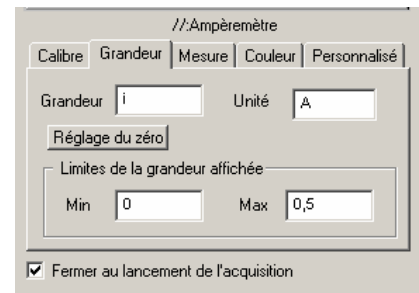 //:Ampèremètre
Calibre Grandeur Mesure Couleur Personnalisé
Grandeur i Unité A
Réglage du zéro
Limites de la grandeur affichée
Min 0 Max 0,5
Fermer au lancement de l'acquisition